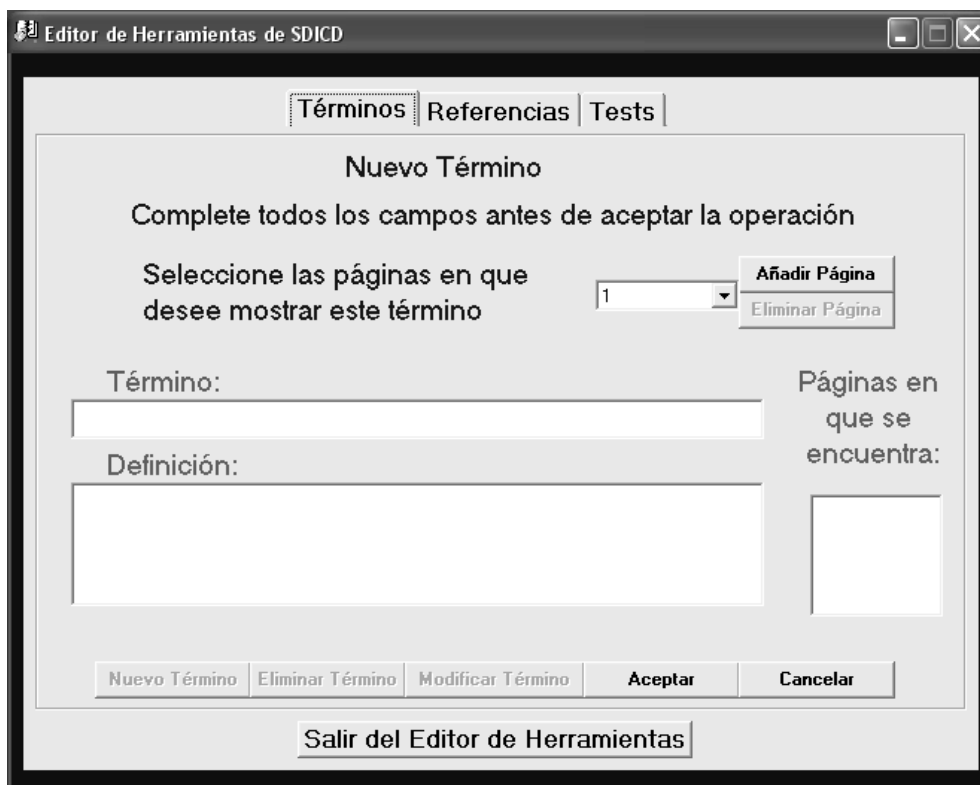 Editor de Herramientas de SDICD
Términos Referencias Tests
Nuevo Término
Complete todos los campos antes de aceptar la operación
Seleccione las páginas en que
desee mostrar este término
1
Añadir Página
Eliminar Página
Término:
Definición:
Páginas en
que se
encuentra:
Nuevo Término Eliminar Término Modificar Término Aceptar Cancelar
Salir del Editor de Herramientas